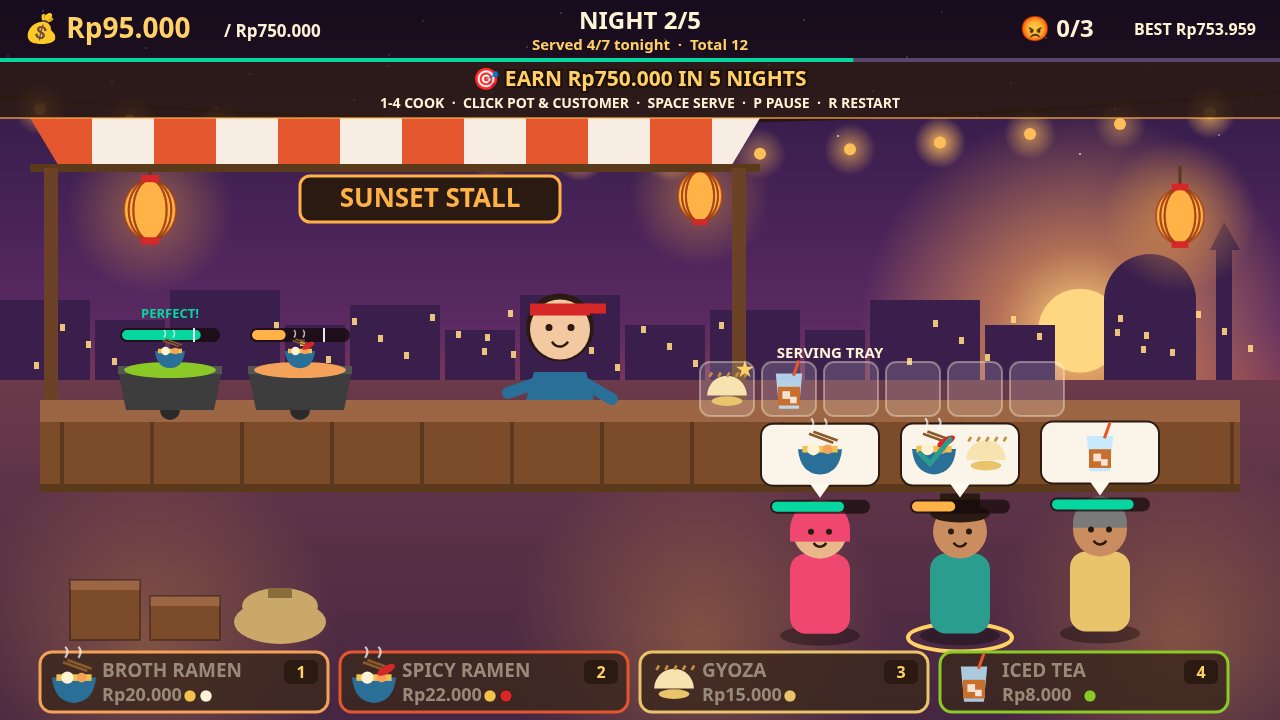 Rp95.000 / Rp750.000
NIGHT 2/5
Served 4/7 tonight · Total 12
0/3
BEST Rp753.959
EARN Rp750.000 IN 5 NIGHTS
1-4 COOK · CLICK POT & CUSTOMER · SPACE SERVE · P PAUSE · R RESTART
SUNSET STALL
PERFECT!
SERVING TRAY
BROTH RAMEN 1
Rp20.000
SPICY RAMEN 2
Rp22.000
GYOZA 3
Rp15.000
ICED TEA 4
Rp8.000